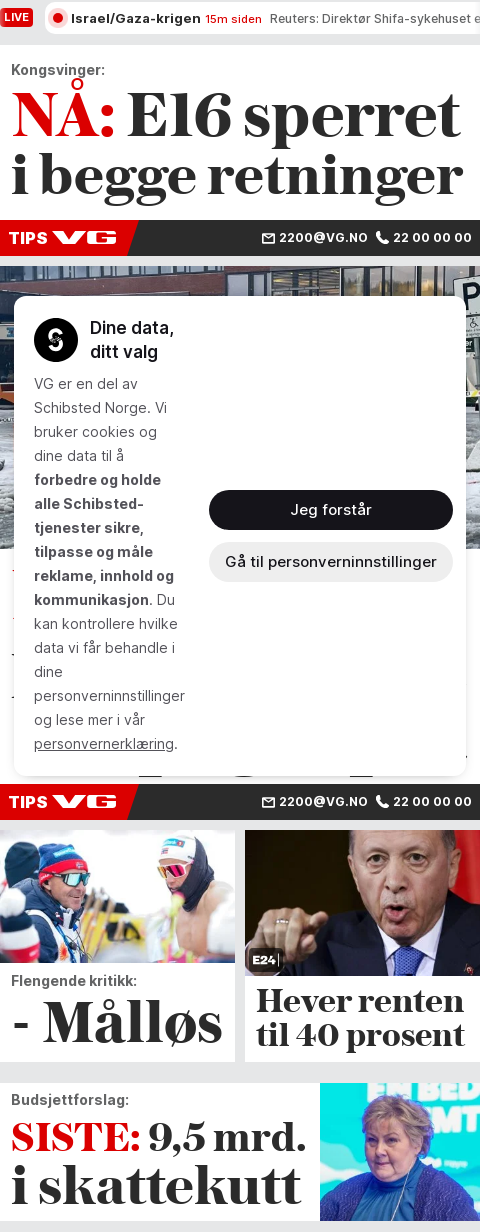 LIVE
Israel/Gaza-krigen 15m siden Reuters: Direktør Shifa-sykehuset
Kongsvinger:
NÅ: E16 sperret
i begge retninger
TIPS VG 2200@VG.NO 22 00 00 00
P
Dine data,
ditt valg
VG er en del av
Schibsted Norge. Vi
bruker cookies og
dine data til å
forbedre og holde
alle Schibsted-
tjenester sikre,
tilpasse og måle
reklame, innhold og
kommunikasjon. Du
kan kontrollere hvilke
data vi får behandle i
dine
personverninnstillinger
og lese mer i vår
personvernerklæring.
Jeg forstår
Gå til personverninnstillinger
TIPS VG 2200@VG.NO 22 00 00 00
Flengende kritikk:
- Målløs
E24
Hever renten
til 40 prosent
Budsjettforslag:
SISTE: 9,5 mrd.
i skattekutt